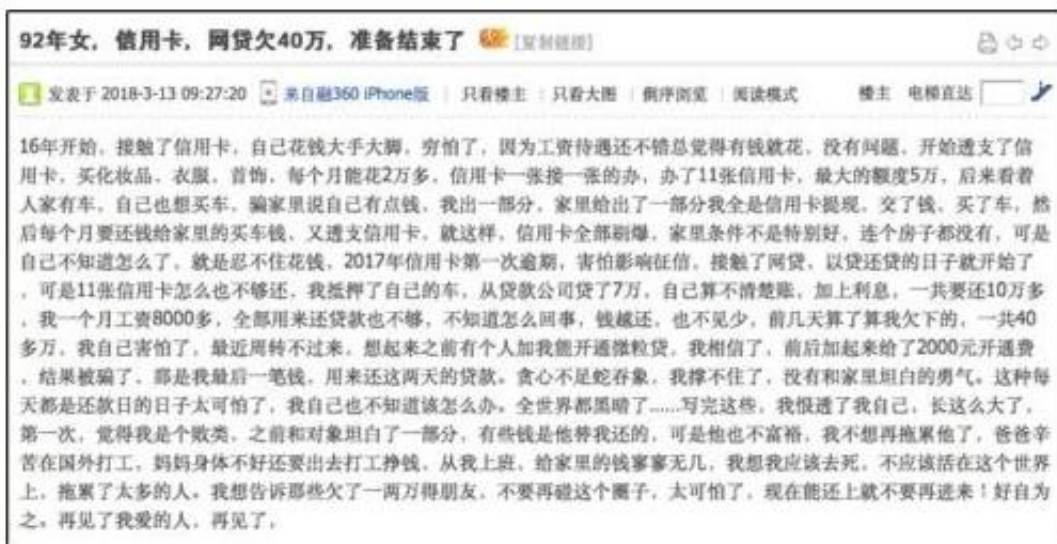 92年女，信用卡，网贷欠40万，准备结束了 [复制链接]
发表于 2018-3-13 09:27:20 来自融360 iPhone版 | 只看楼主 | 只看大图 | 倒序浏览 | 阅读模式 楼主 电梯直达
16年开始，接触了信用卡，自己花钱大手大脚，穷怕了，因为工资待遇还不错总觉得有钱就花，没有问题，开始透支了信
用卡，买化妆品，衣服，首饰，每个月能花2万多，信用卡一张接一张的办，办了11张信用卡，最大的额度5万，后来看着
人家有车，自己也想买车，骗家里说自己有点钱，我出一部分，家里给出了一部分我全是信用卡提现，交了钱，买了车，然
后每个月要还钱给家里的买车钱，又透支信用卡，就这样，信用卡全部刷爆，家里条件不是特别好，连个房子都没有，可是
自己不知道怎么了，就是忍不住花钱，2017年信用卡第一次逾期，害怕影响征信，接触了网贷，以贷还贷的日子就开始了
，可是11张信用卡怎么也不够还，我抵押了自己的车，从贷款公司贷了7万，自己算不清楚账，加上利息，一共要还10万多
，我一个月工资8000多，全部用来还贷款也不够，不知道怎么回事，钱越还，也不见少，前几天算了算我欠下的，一共40
多万，我自己害怕了，最近周转不过来，想起来之前有个人加我能开通微粒贷，我相信了，前后加起来给了2000元开通费
，结果被骗了，那是我最后一笔钱，用来还这两天的贷款。贪心不足蛇吞象，我撑不住了，没有和家里坦白的勇气。这种每
天都是还款日的日子太可怕了，我自己也不知道该怎么办。全世界都黑暗了......写完这些，我恨透了我自己，长这么大了，
第一次，觉得我是个败类，之前和对象坦白了一部分，有些钱是他替我还的，可是他也不富裕，我不想再拖累他了，爸爸辛
苦在国外打工，妈妈身体不好还要出去打工挣钱，从我上班，给家里的钱寥寥无几，我想我应该去死，不应该活在这个世界
上，拖累了太多的人。我想告诉那些欠了一两万得朋友，不要再碰这个圈子，太可怕了，现在能还上就不要再进来！好自为
之。再见了我爱的人，再见了，